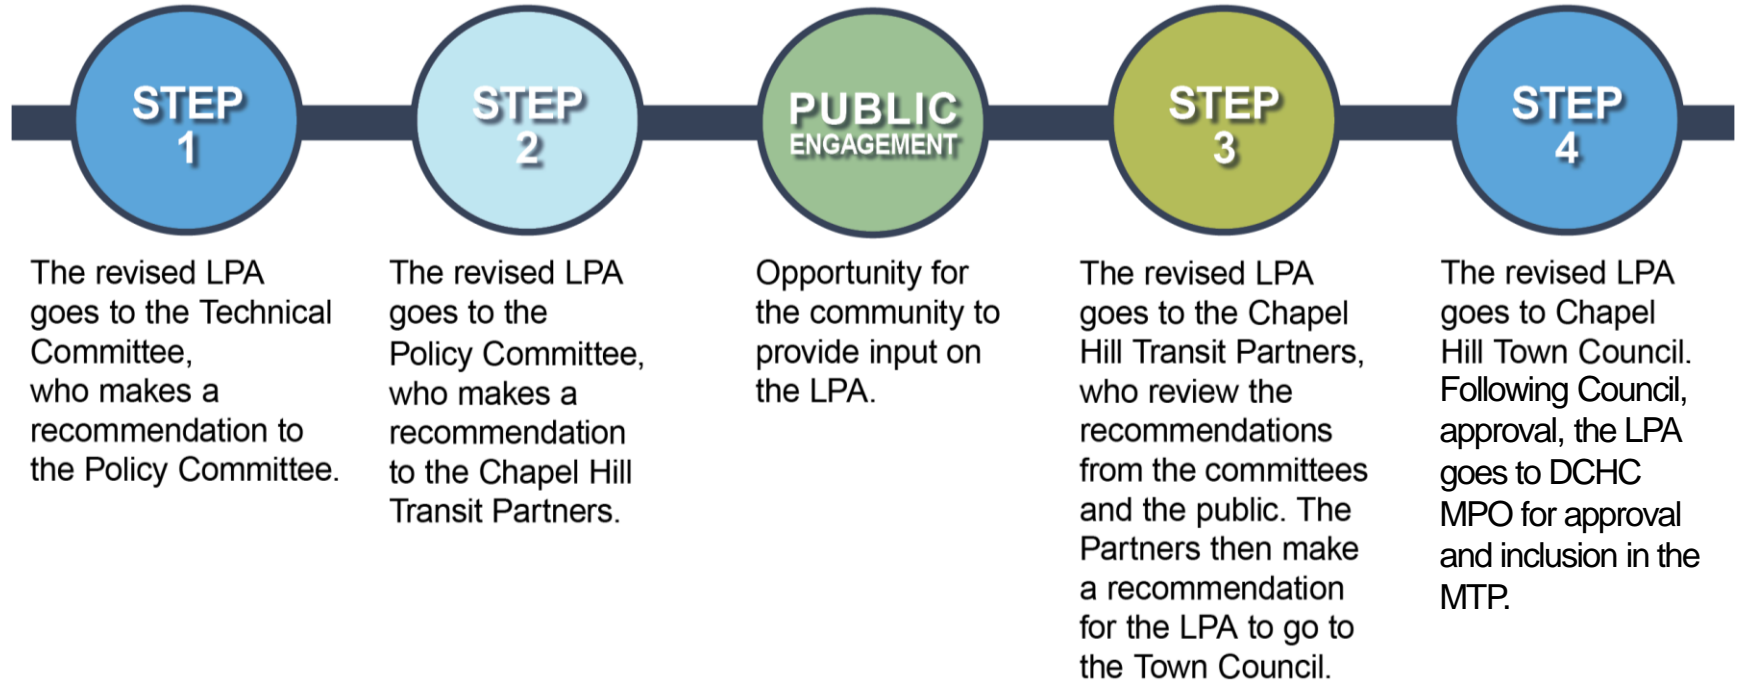 STEP
1
The revised LPA
goes to the Technical
Committee,
who makes a
recommendation to
the Policy Committee.
STEP
2
The revised LPA
goes to the
Policy Committee,
who makes a
recommendation
to the Chapel Hill
Transit Partners.
PUBLIC
ENGAGEMENT
Opportunity for
the community to
provide input on
the LPA.
STEP
3
The revised LPA
goes to the Chapel
Hill Transit Partners,
who review the
recommendations
from the committees
and the public. The
Partners then make
a recommendation
for the LPA to go to
the Town Council.
STEP
4
The revised LPA
goes to Chapel
Hill Town Council.
Following Council,
approval, the LPA
goes to DCHC
MPO for approval
and inclusion in the
MTP.